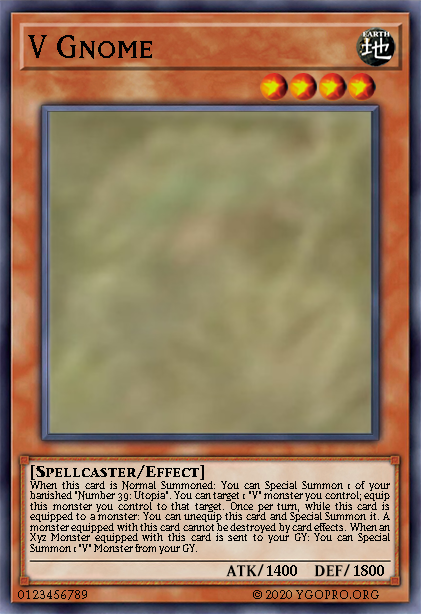 V Gnome
EARTH
地
[Spellcaster/Effect]
When this card is Normal Summoned: You can Special Summon 1 of your
banished "Number 39: Utopia". You can target 1 "V" monster you control; equip
this monster you control to that target. Once per turn, while this card is
equipped to a monster: You can unequip this card and Special Summon it. A
monster equipped with this card cannot be destroyed by card effects. When an
Xyz Monster equipped with this card is sent to your GY: You can Special
Summon 1 "V" Monster from your GY.
ATK/1400 DEF/1800
0123456789 © 2020 YGOPRO.ORG